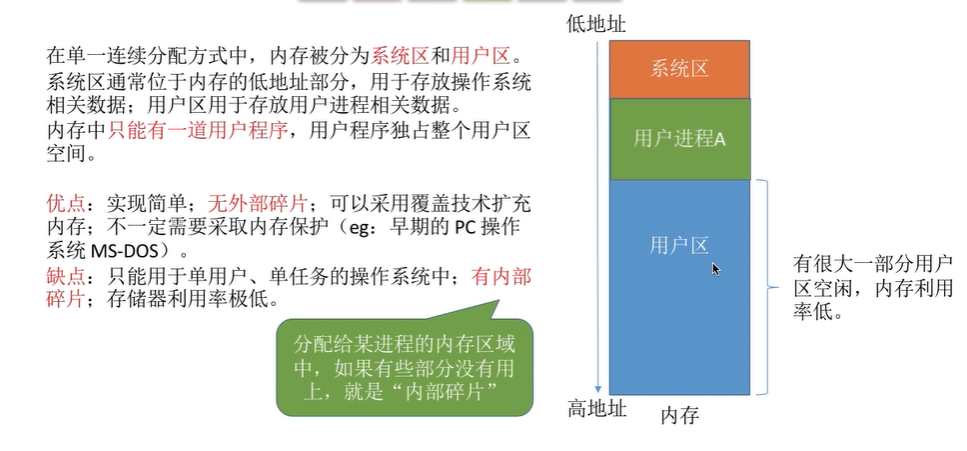 在单一连续分配方式中，内存被分为系统区和用户区。
系统区通常位于内存的低地址部分，用于存放操作系统
相关数据；用户区用于存放用户进程相关数据。
内存中只能有一道用户程序，用户程序独占整个用户区
空间。
优点：实现简单；无外部碎片；可以采用覆盖技术扩充
内存；不一定需要采取内存保护（eg：早期的 PC 操作
系统 MS-DOS）。
缺点：只能用于单用户、单任务的操作系统中；有内部
碎片；存储器利用率极低。
分配给某进程的内存区域
中，如果有些部分没有用
上，就是“内部碎片”
低地址
系统区
用户进程A
用户区
高地址
内存
有很大一部分用户
区空闲，内存利用
率低。